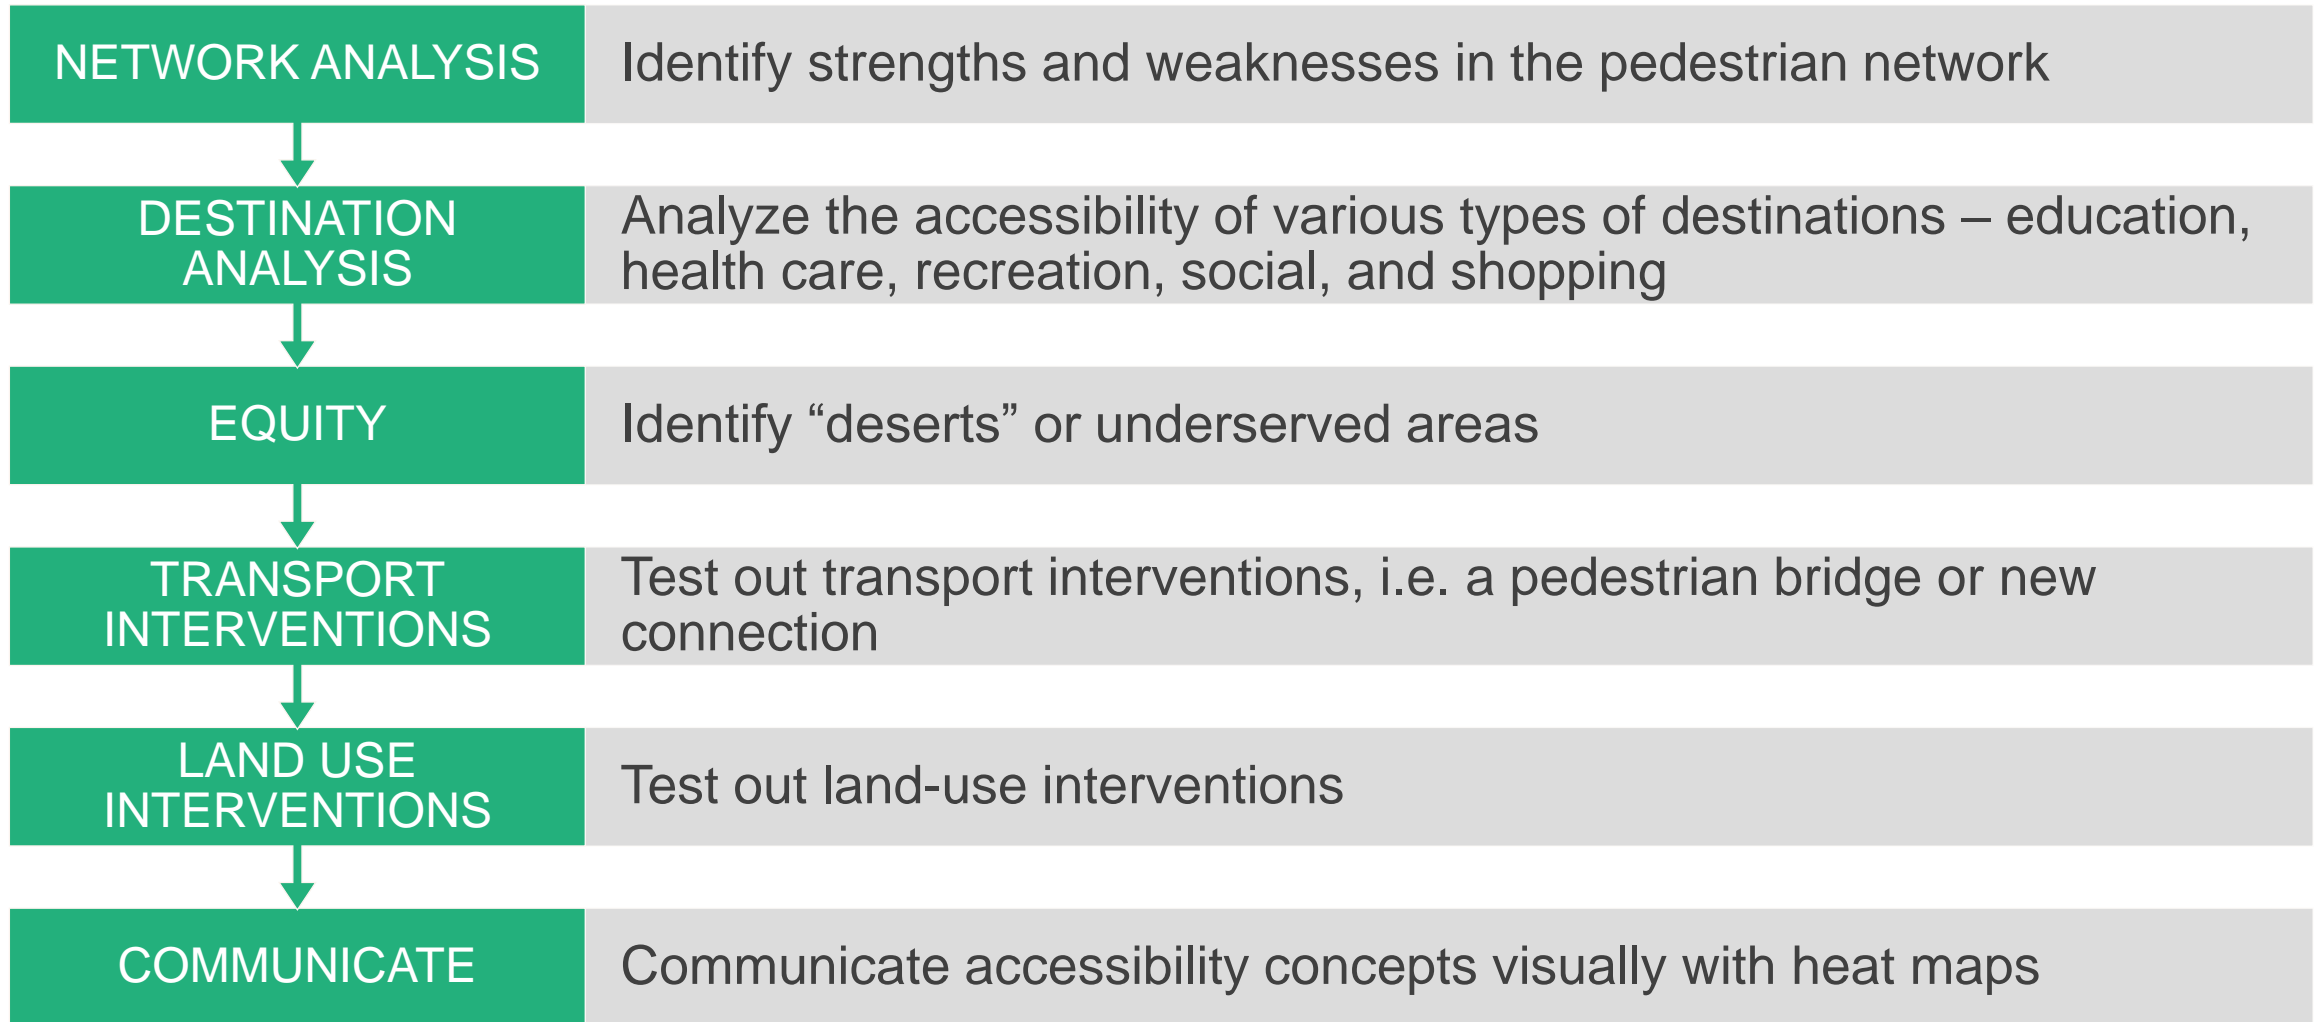 NETWORK ANALYSIS
Identify strengths and weaknesses in the pedestrian network
DESTINATION
ANALYSIS
Analyze the accessibility of various types of destinations – education,
health care, recreation, social, and shopping
EQUITY
Identify “deserts” or underserved areas
TRANSPORT
INTERVENTIONS
Test out transport interventions, i.e. a pedestrian bridge or new
connection
LAND USE
INTERVENTIONS
Test out land-use interventions
COMMUNICATE
Communicate accessibility concepts visually with heat maps